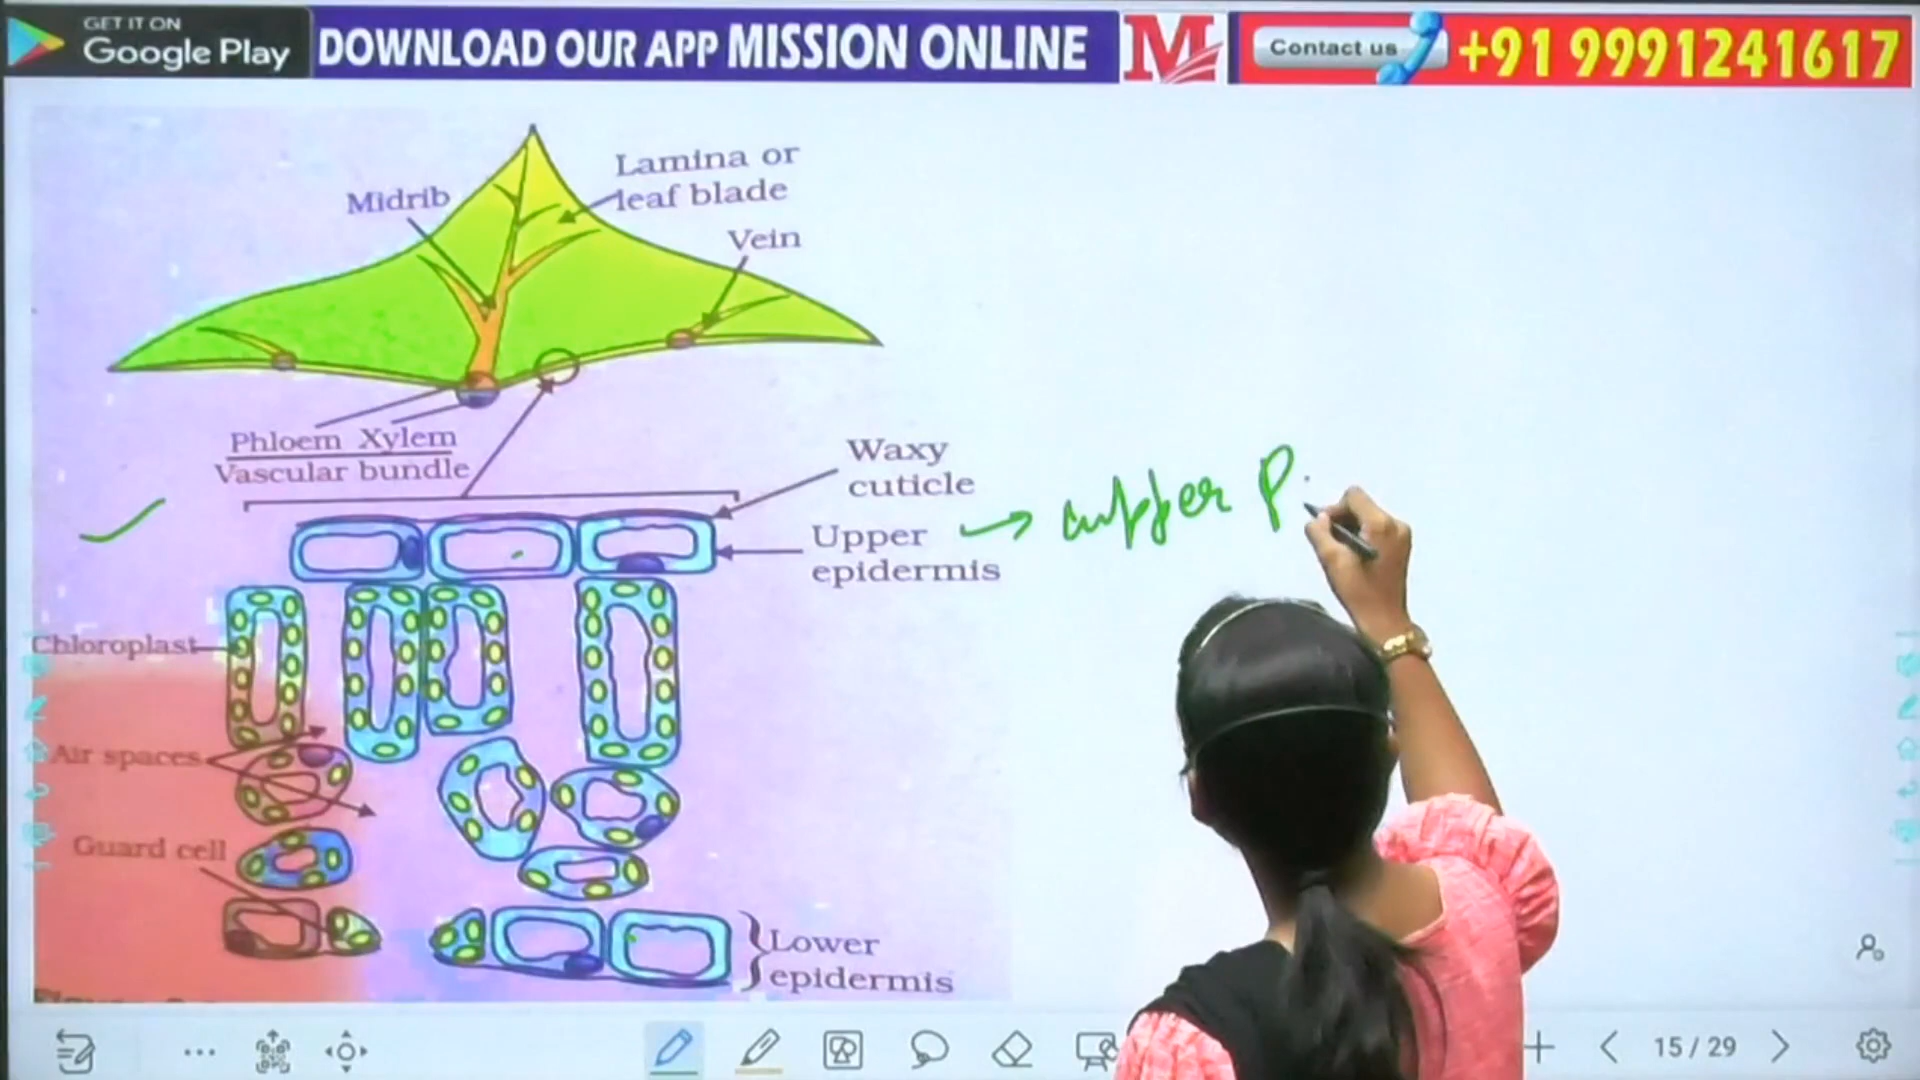 GET IT ON
Google Play
DOWNLOAD OUR APP MISSION ONLINE
M
Contact us
+91 9991241617
Lamina or
leaf blade
Midrib
Vein
Phloem Xylem
Vascular bundle
Waxy
cuticle
Upper
epidermis
upper P
Chloroplast
Air spaces
Guard cell
Lower
epidermis
15 / 29